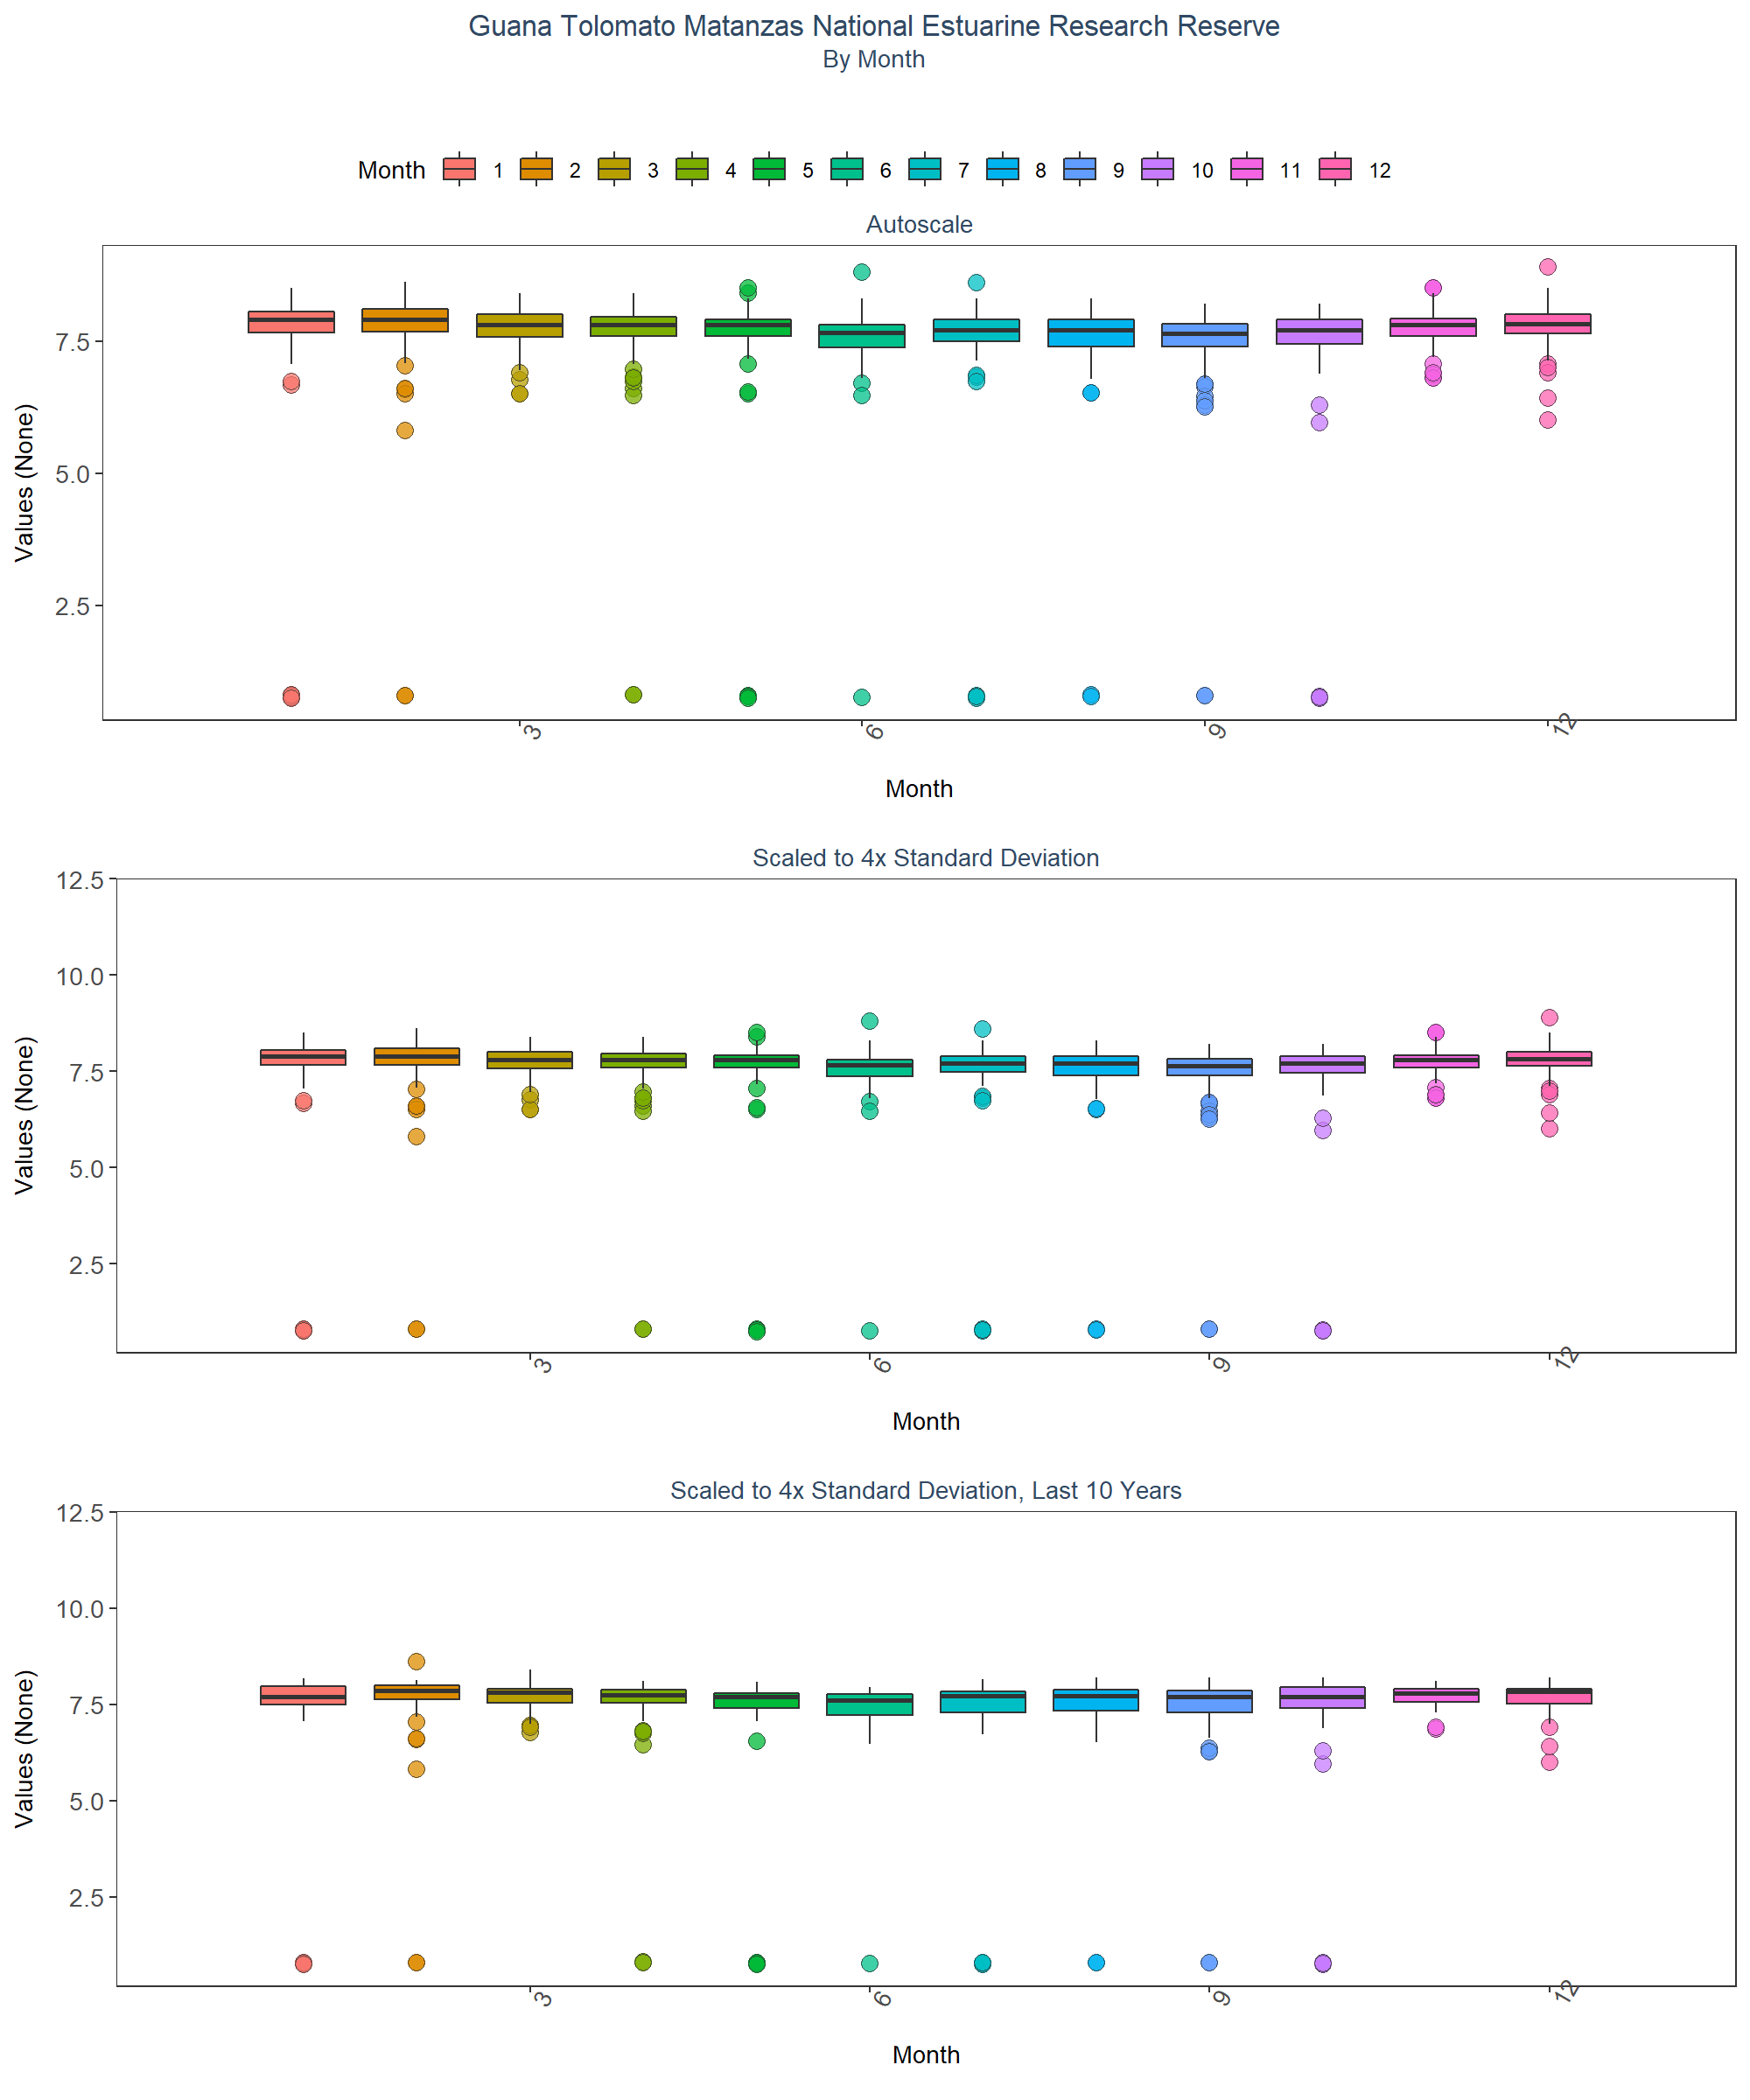 Guana Tolomato Matanzas National Estuarine Research Reserve
By Month
Month 1 2 3 4 5 6 7 8 9 10 11 12
Autoscale
Values (None)
7.5
5.0
2.5
3 6 9 12
Month
Scaled to 4x Standard Deviation
Values (None)
12.5
10.0
7.5
5.0
2.5
3 6 9 12
Month
Scaled to 4x Standard Deviation, Last 10 Years
Values (None)
12.5
10.0
7.5
5.0
2.5
3 6 9 12
Month